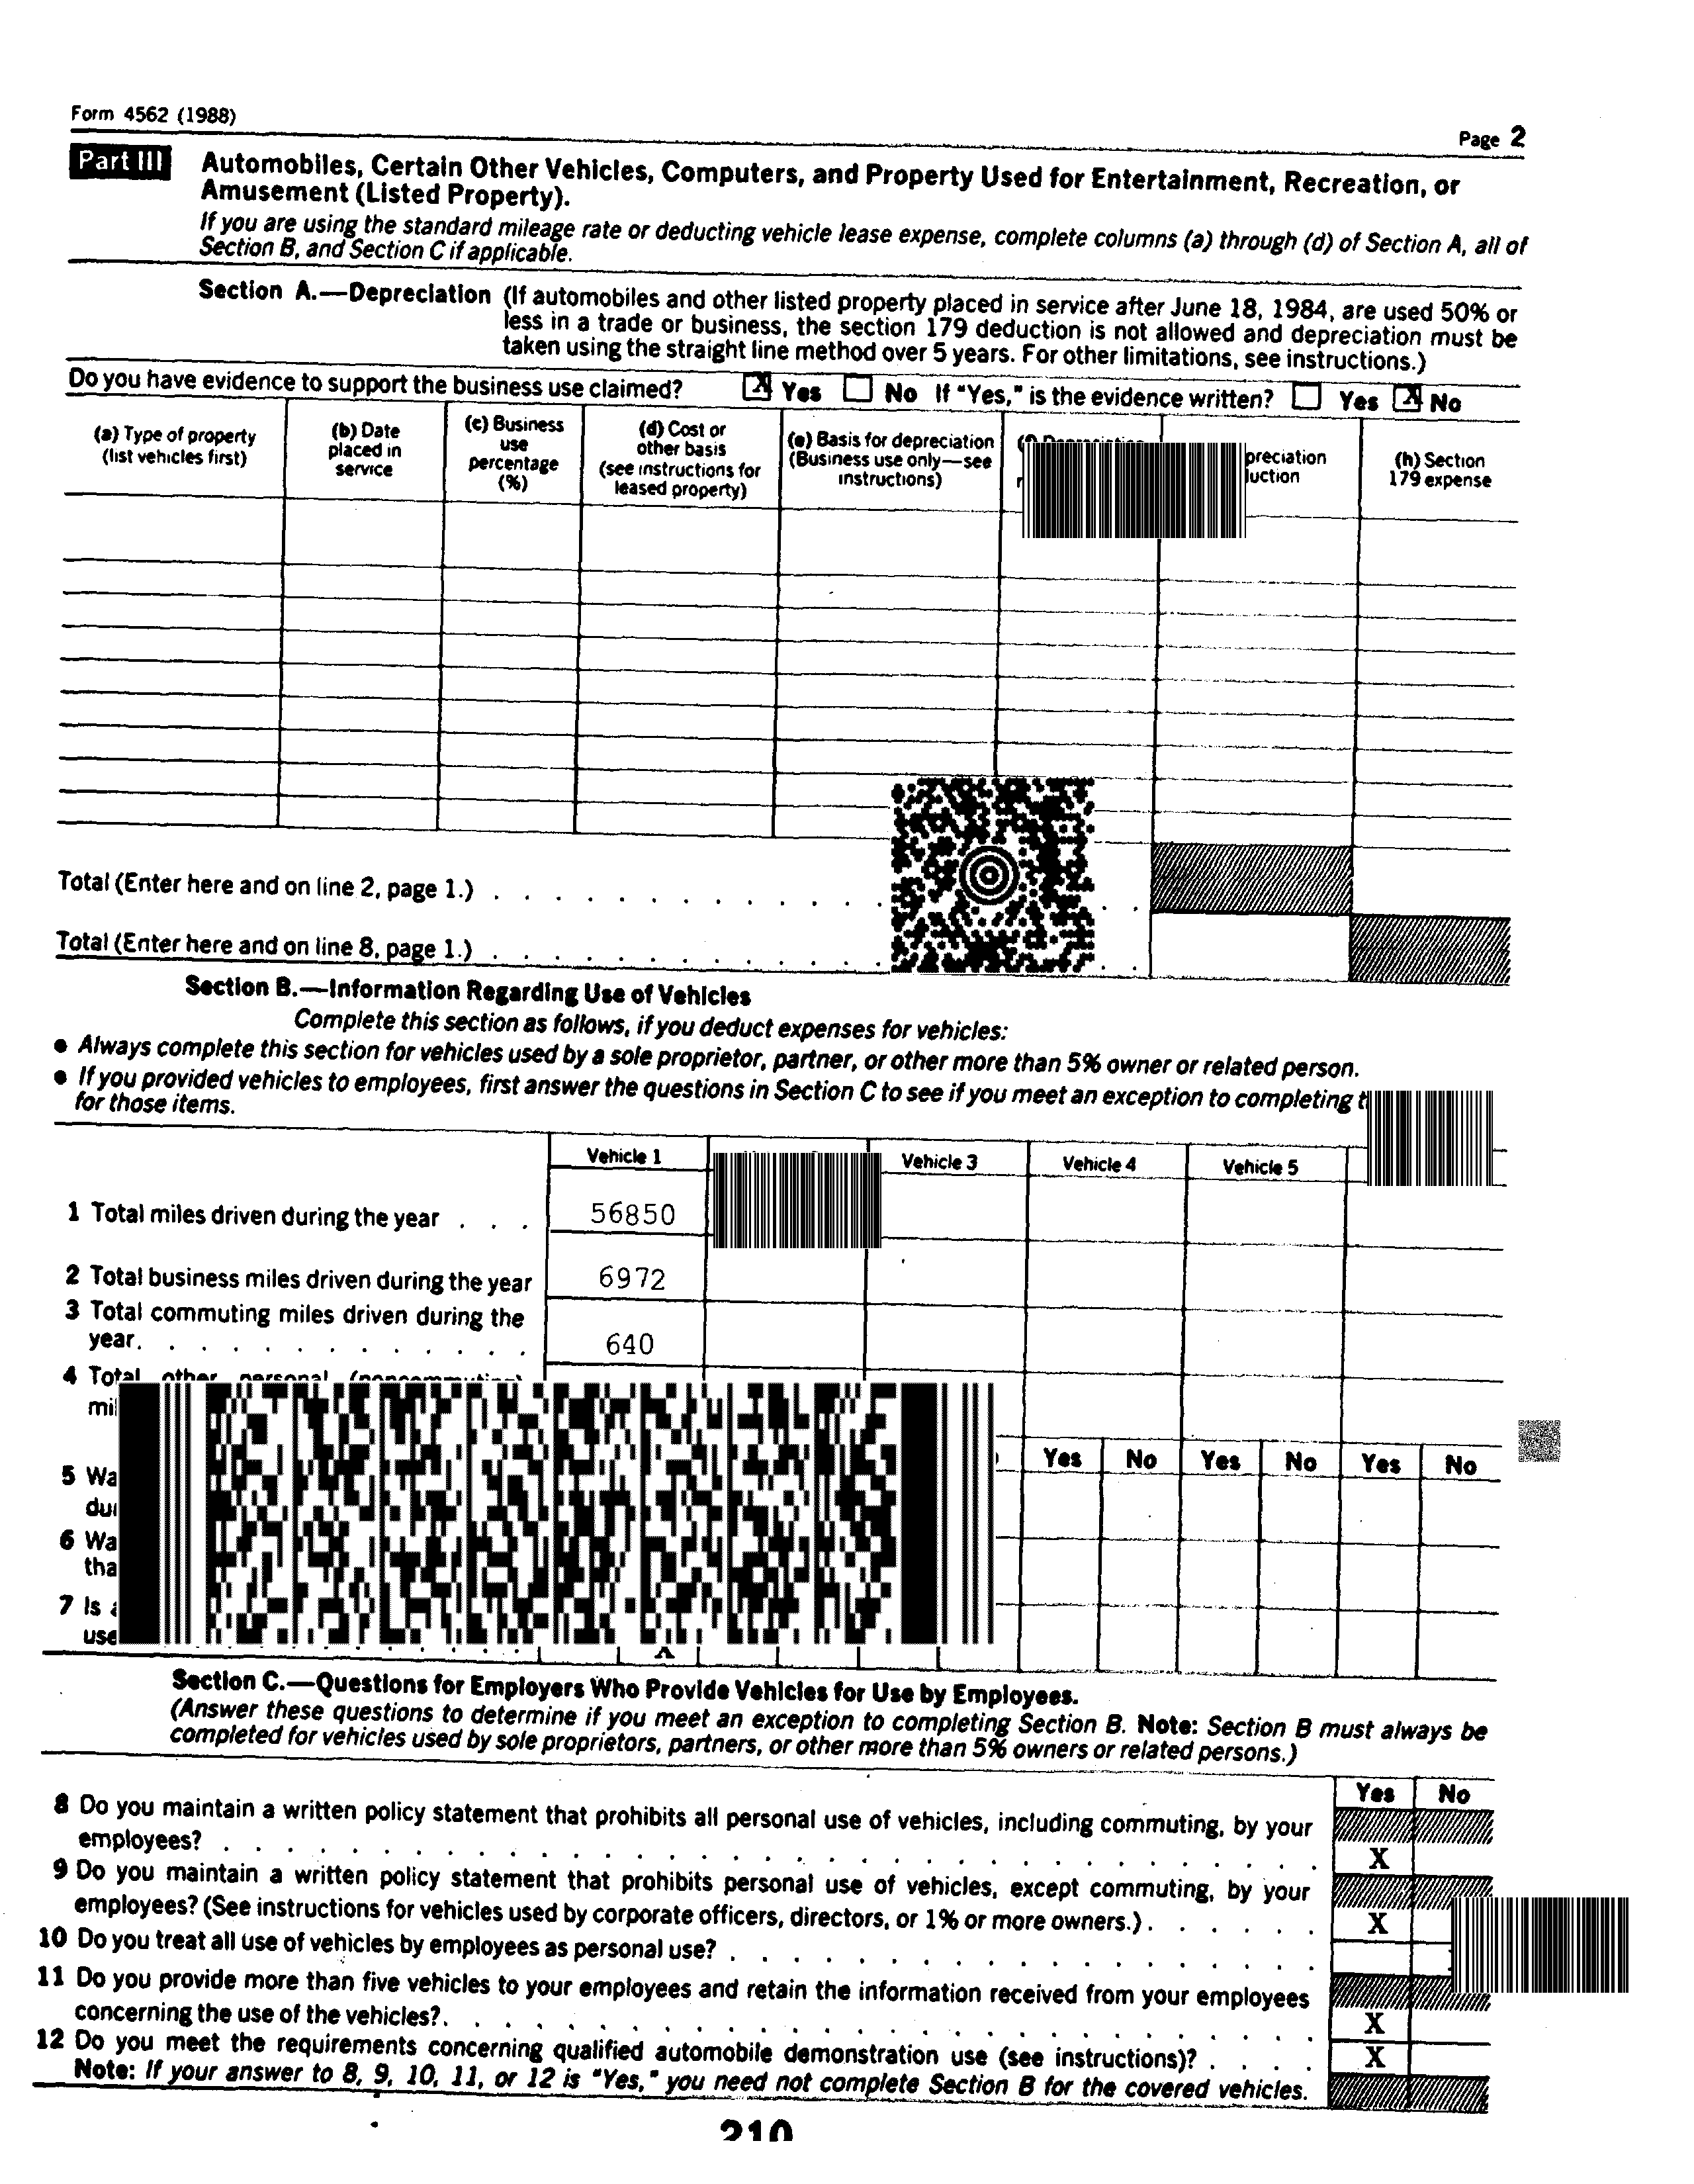 Form 4562 (1988)
Page 2
Part III Automobiles, Certain Other Vehicles, Computers, and Property Used for Entertainment, Recreation, or
Amusement (Listed Property).
If you are using the standard mileage rate or deducting vehicle lease expense, complete columns (a) through (d) of Section A, all of
Section B, and Section C if applicable.
Section A.—Depreciation (If automobiles and other listed property placed in service after June 18, 1984, are used 50% or
less in a trade or business, the section 179 deduction is not allowed and depreciation must be
taken using the straight line method over 5 years. For other limitations, see instructions.)
Do you have evidence to support the business use claimed? X Yes No If "Yes," is the evidence written? Yes X No
(a) Type of property
(list vehicles first)
(b) Date
placed in
service
(c) Business
use
percentage
(%)
(d) Cost or
other basis
(see instructions for
leased property)
(e) Basis for depreciation
(Business use only—see
instructions)
(h) Section
179 expense
Total (Enter here and on line 2, page 1.)
Total (Enter here and on line 8, page 1.)
Section B.—Information Regarding Use of Vehicles
Complete this section as follows, if you deduct expenses for vehicles:
● Always complete this section for vehicles used by a sole proprietor, partner, or other more than 5% owner or related person.
● If you provided vehicles to employees, first answer the questions in Section C to see if you meet an exception to completing
for those items.
Vehicle 1 Vehicle 3 Vehicle 4 Vehicle 5
1 Total miles driven during the year . . . 56850
2 Total business miles driven during the year 6972
3 Total commuting miles driven during the
year. . . . . . . . . . . . . 640
4 Total other personal
5
6
7 Is
Yes No Yes No Yes No
Section C.—Questions for Employers Who Provide Vehicles for Use by Employees.
(Answer these questions to determine if you meet an exception to completing Section B. Note: Section B must always be
completed for vehicles used by sole proprietors, partners, or other more than 5% owners or related persons.)
Yes No
8 Do you maintain a written policy statement that prohibits all personal use of vehicles, including commuting, by your
employees? X
9 Do you maintain a written policy statement that prohibits personal use of vehicles, except commuting, by your
employees? (See instructions for vehicles used by corporate officers, directors, or 1% or more owners.) . . . . . . X
10 Do you treat all use of vehicles by employees as personal use?
11 Do you provide more than five vehicles to your employees and retain the information received from your employees
concerning the use of the vehicles?. X
12 Do you meet the requirements concerning qualified automobile demonstration use (see instructions)? . . . . X
Note: If your answer to 8, 9, 10, 11, or 12 is "Yes," you need not complete Section B for the covered vehicles.
210